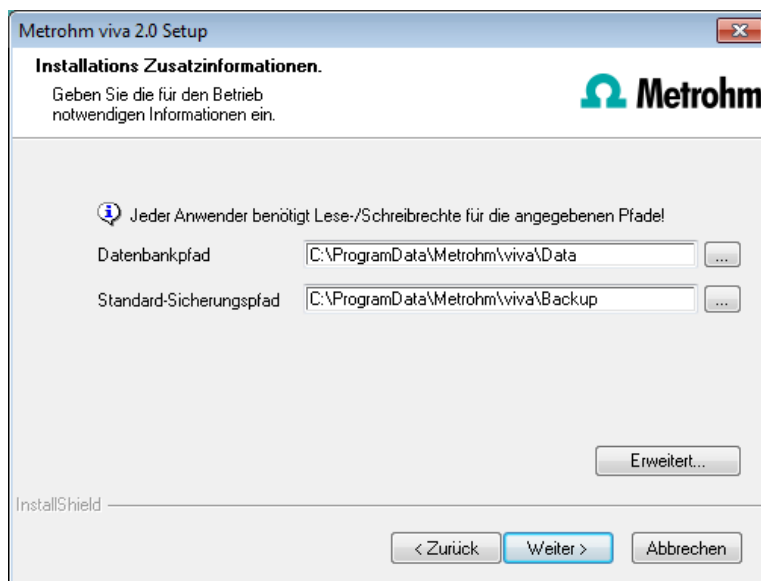 Metrohm viva 2.0 Setup
Installations Zusatzinformationen.
Geben Sie die für den Betrieb
notwendigen Informationen ein.
Metrohm
Jeder Anwender benötigt Lese-/Schreibrechte für die angegebenen Pfade!
Datenbankpfad C:\ProgramData\Metrohm\viva\Data ...
Standard-Sicherungspfad C:\ProgramData\Metrohm\viva\Backup ...
Erweitert...
InstallShield
< Zurück Weiter > Abbrechen